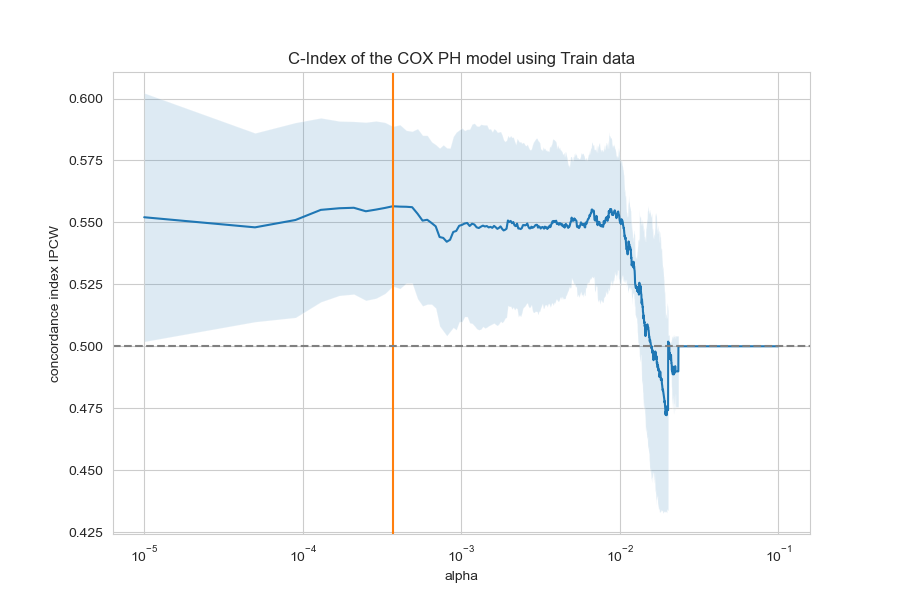 C-Index of the COX PH model using Train data
concordance index IPCW
0.600
0.575
0.550
0.525
0.500
0.475
0.450
0.425
10⁻⁵ 10⁻⁴ 10⁻³ 10⁻² 10⁻¹
alpha